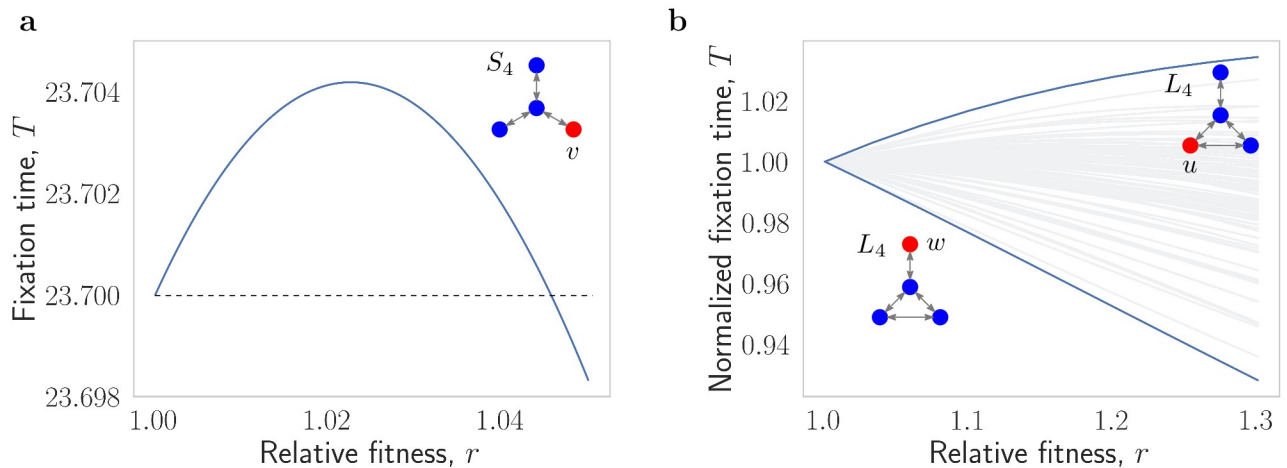 a
Fixation time, T
23.704
23.702
23.700
23.698
1.00
1.02
1.04
Relative fitness, r
S4
v
b
Normalized fixation time, T
1.02
1.00
0.98
0.96
0.94
1.0
1.1
1.2
1.3
Relative fitness, r
L4
u
L4 w